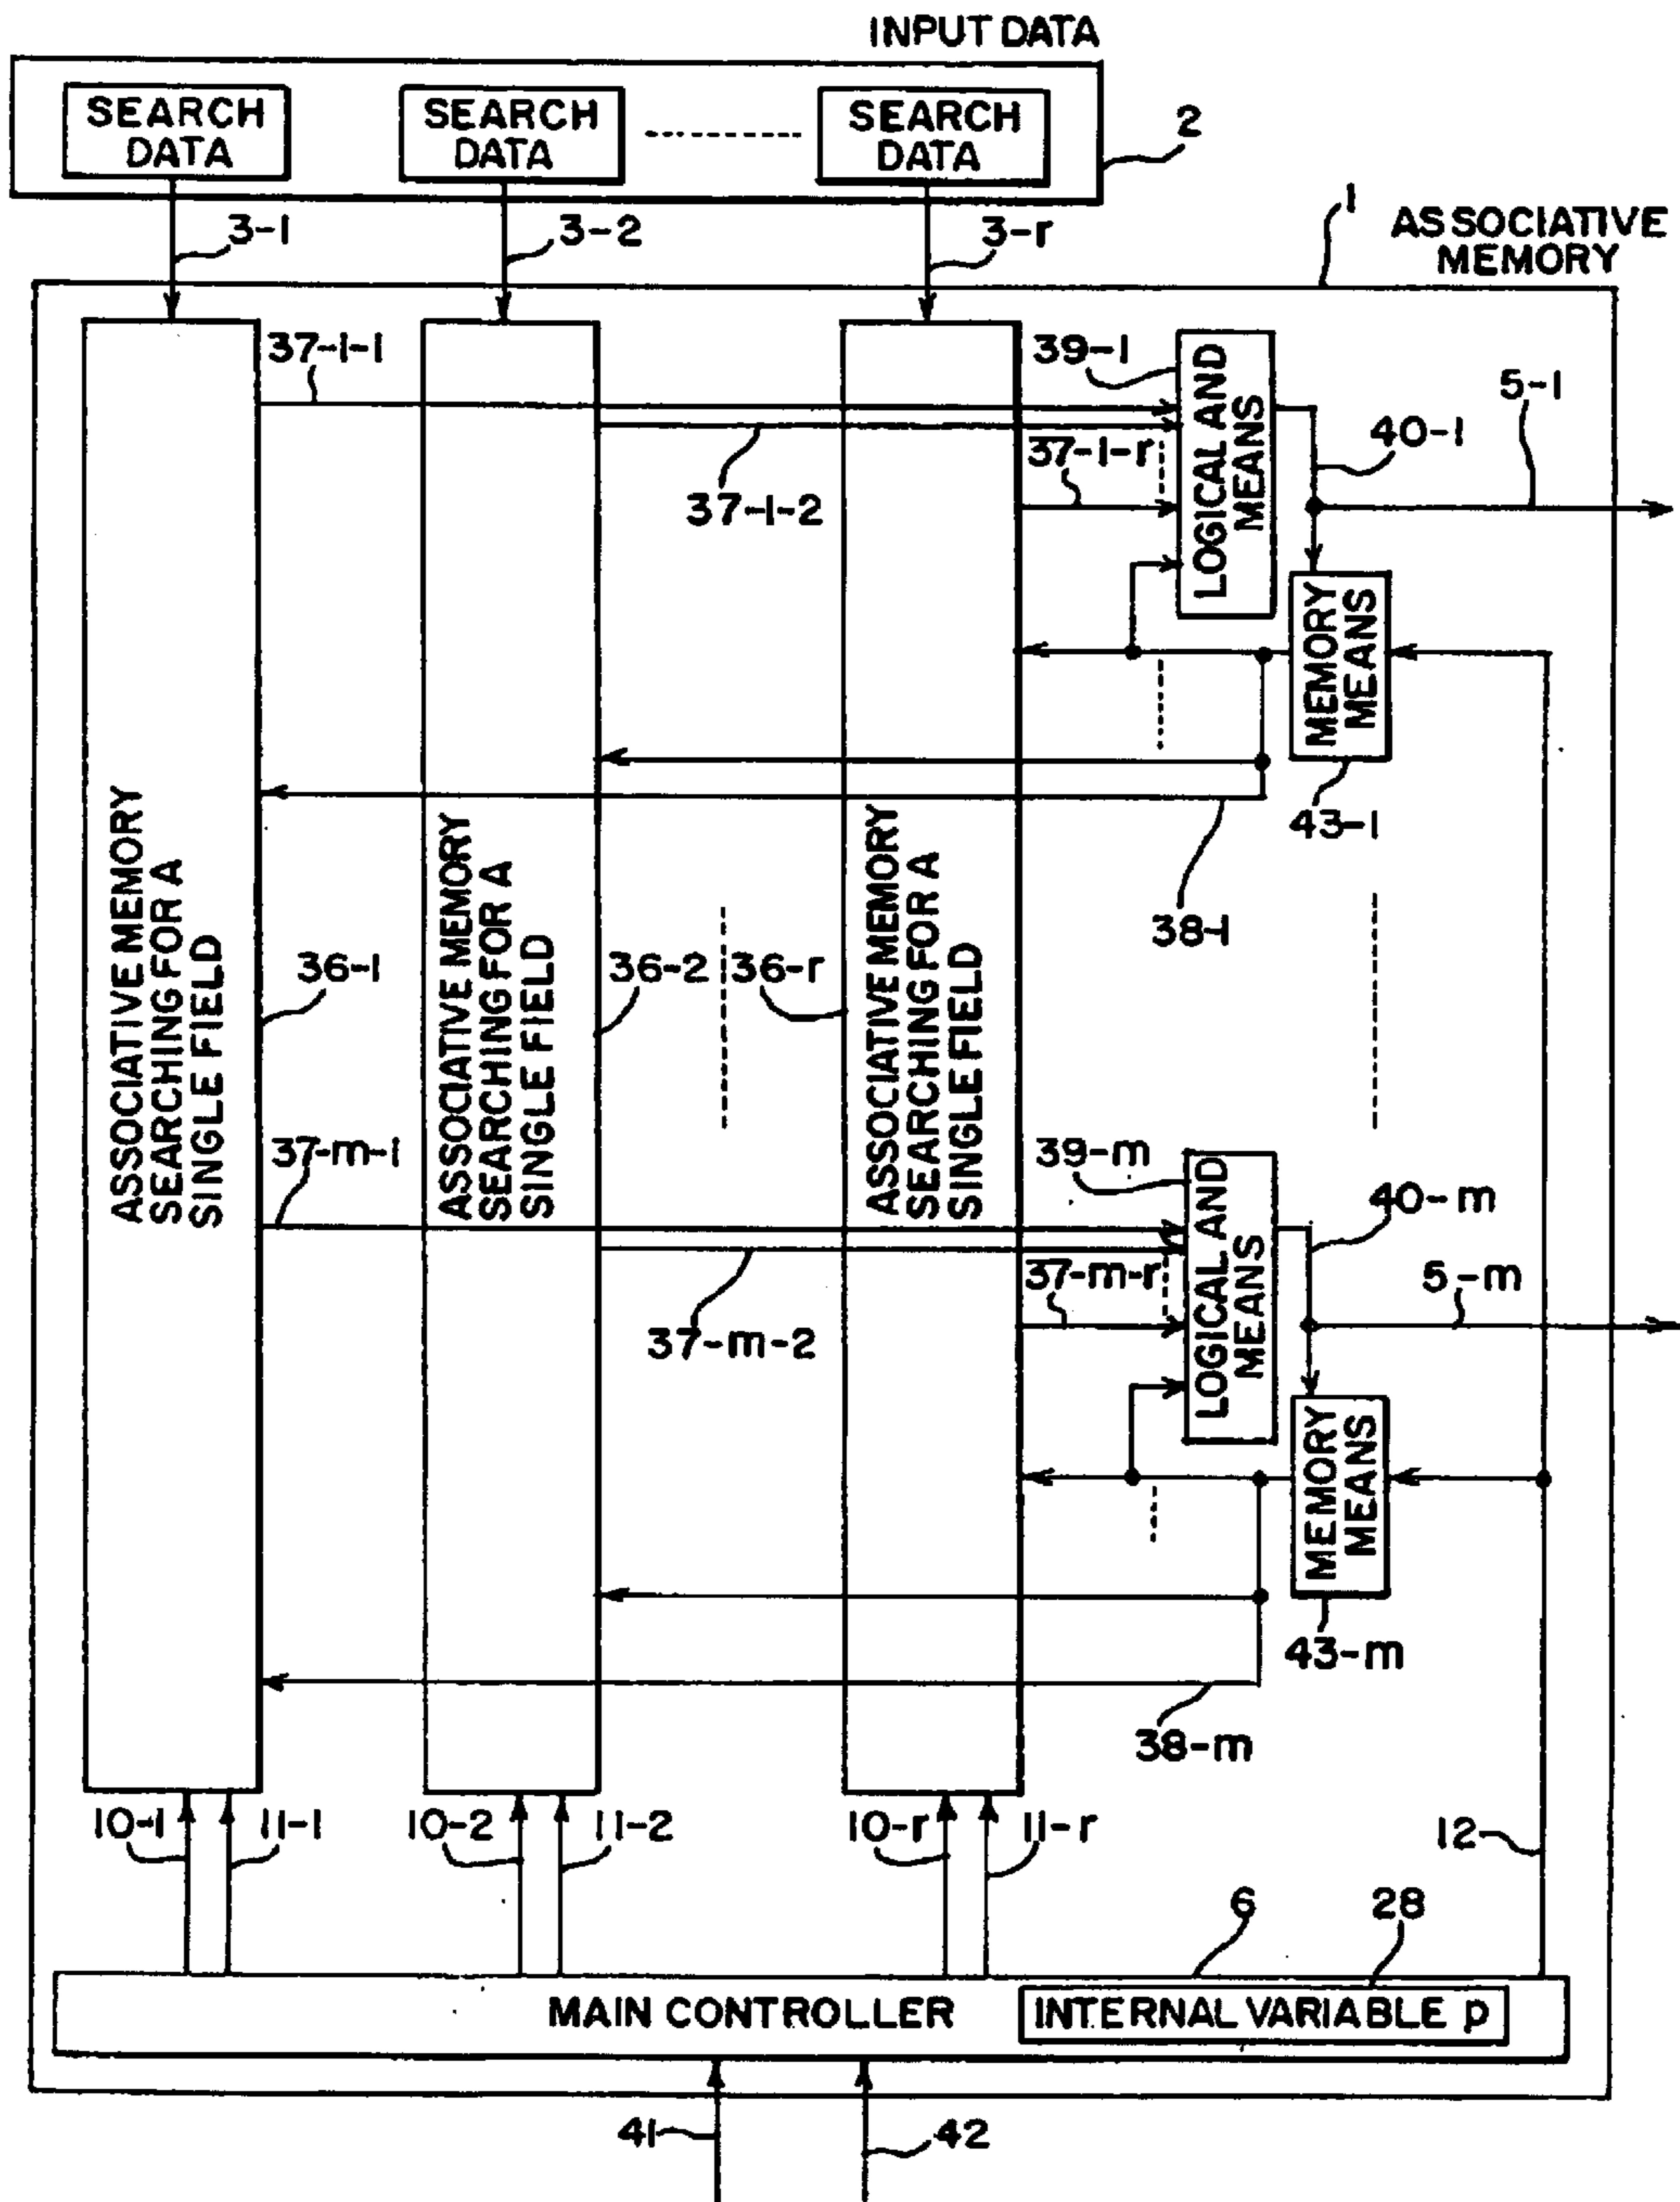 INPUT DATA
SEARCH
DATA
SEARCH
DATA
SEARCH
DATA
2
3-1
3-2
3-r
1
ASSOCIATIVE
MEMORY
37-1-1
37-1-2
37-1-r
39-1
LOGICAL AND
MEANS
40-1
5-1
MEMORY
MEANS
43-1
38-1
ASSOCIATIVE MEMORY
SEARCHING FOR A
SINGLE FIELD
36-1
ASSOCIATIVE MEMORY
SEARCHING FOR A
SINGLE FIELD
36-2
36-r
ASSOCIATIVE MEMORY
SEARCHING FOR A
SINGLE FIELD
37-m-1
37-m-2
37-m-r
39-m
LOGICAL AND
MEANS
40-m
5-m
MEMORY
MEANS
43-m
38-m
10-1
11-1
10-2
11-2
10-r
11-r
12
6
28
MAIN CONTROLLER
INTERNAL VARIABLE p
41
42